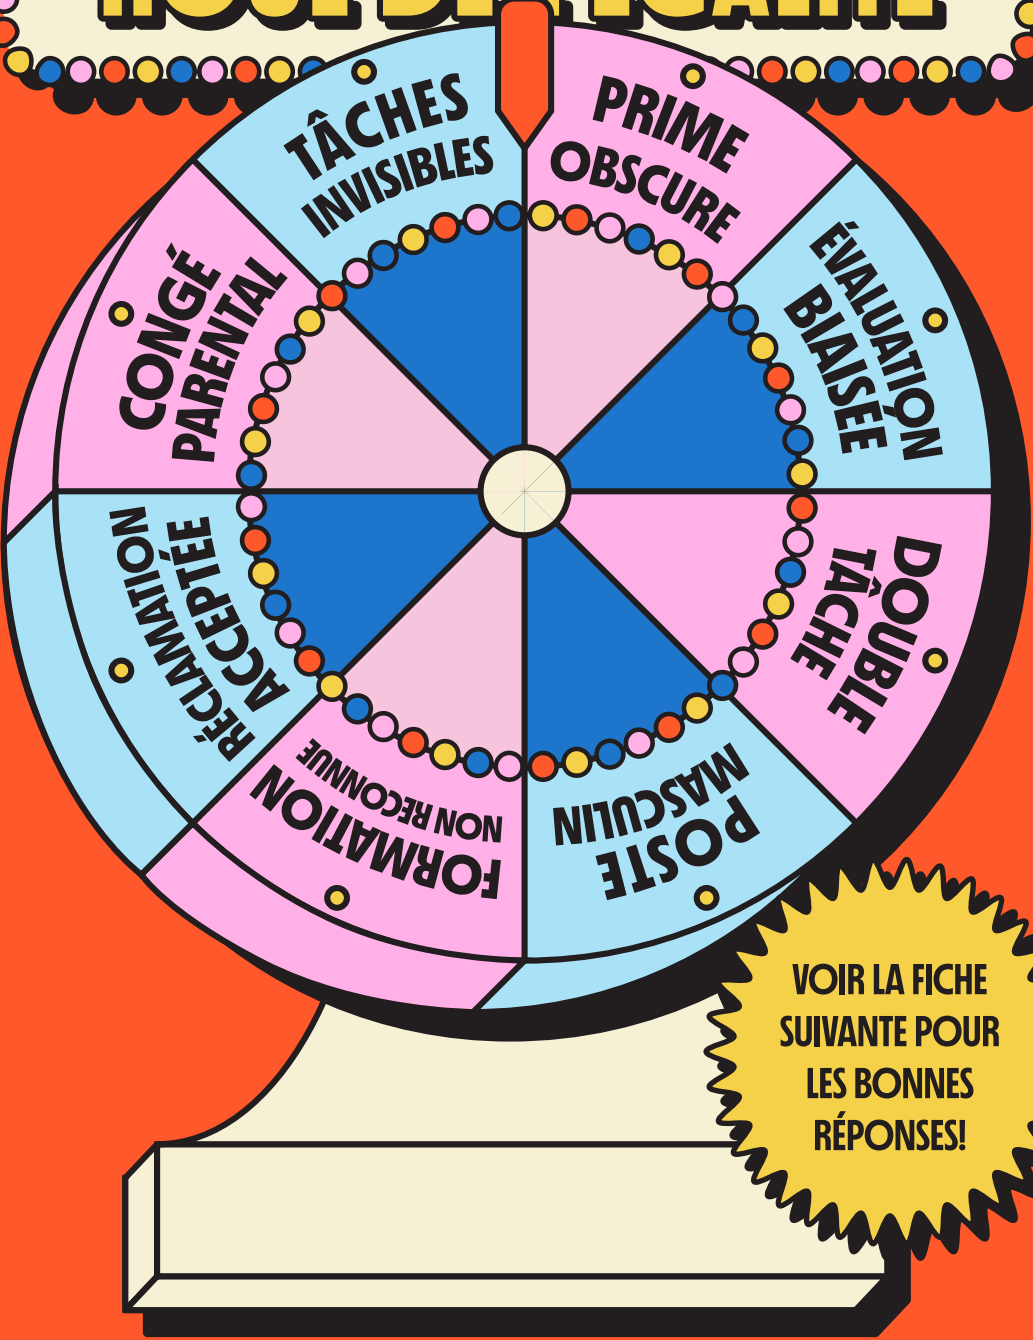 TÂCHES
INVISIBLES
PRIME
OBSCURE
ÉVALUATION
BIAISÉE
DOUBLE
TÂCHE
POSTE
MASCULIN
FORMATION
NON RECONNUE
RÉCLAMATION
ACCEPTÉE
CONGÉ
PARENTAL
VOIR LA FICHE
SUIVANTE POUR
LES BONNES
RÉPONSES!